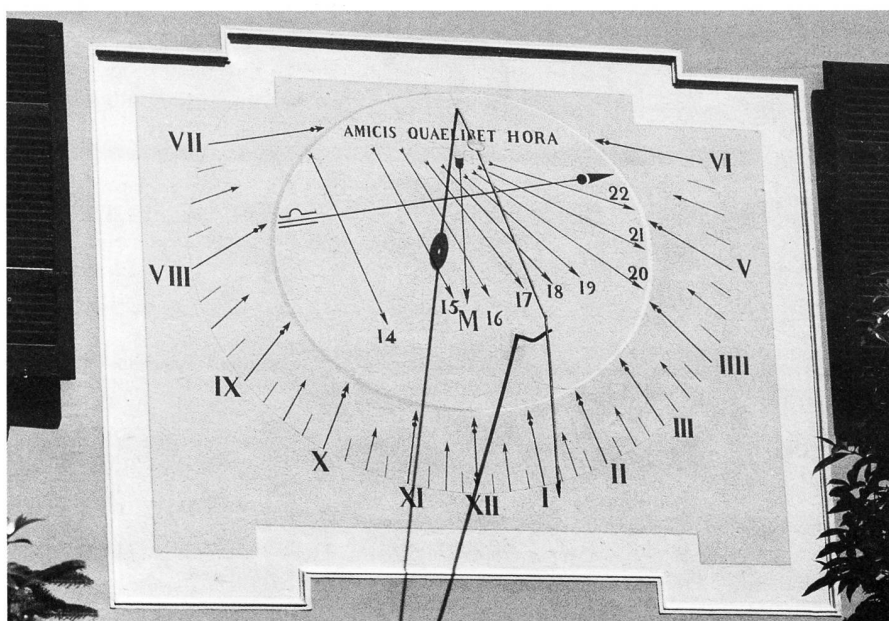 AMICIS QUAELIBET HORA
VII
VI
22
21
20
VIII
V
14
15
M
16
17
18
19
IX
IIII
X
III
XI
XII
I
II